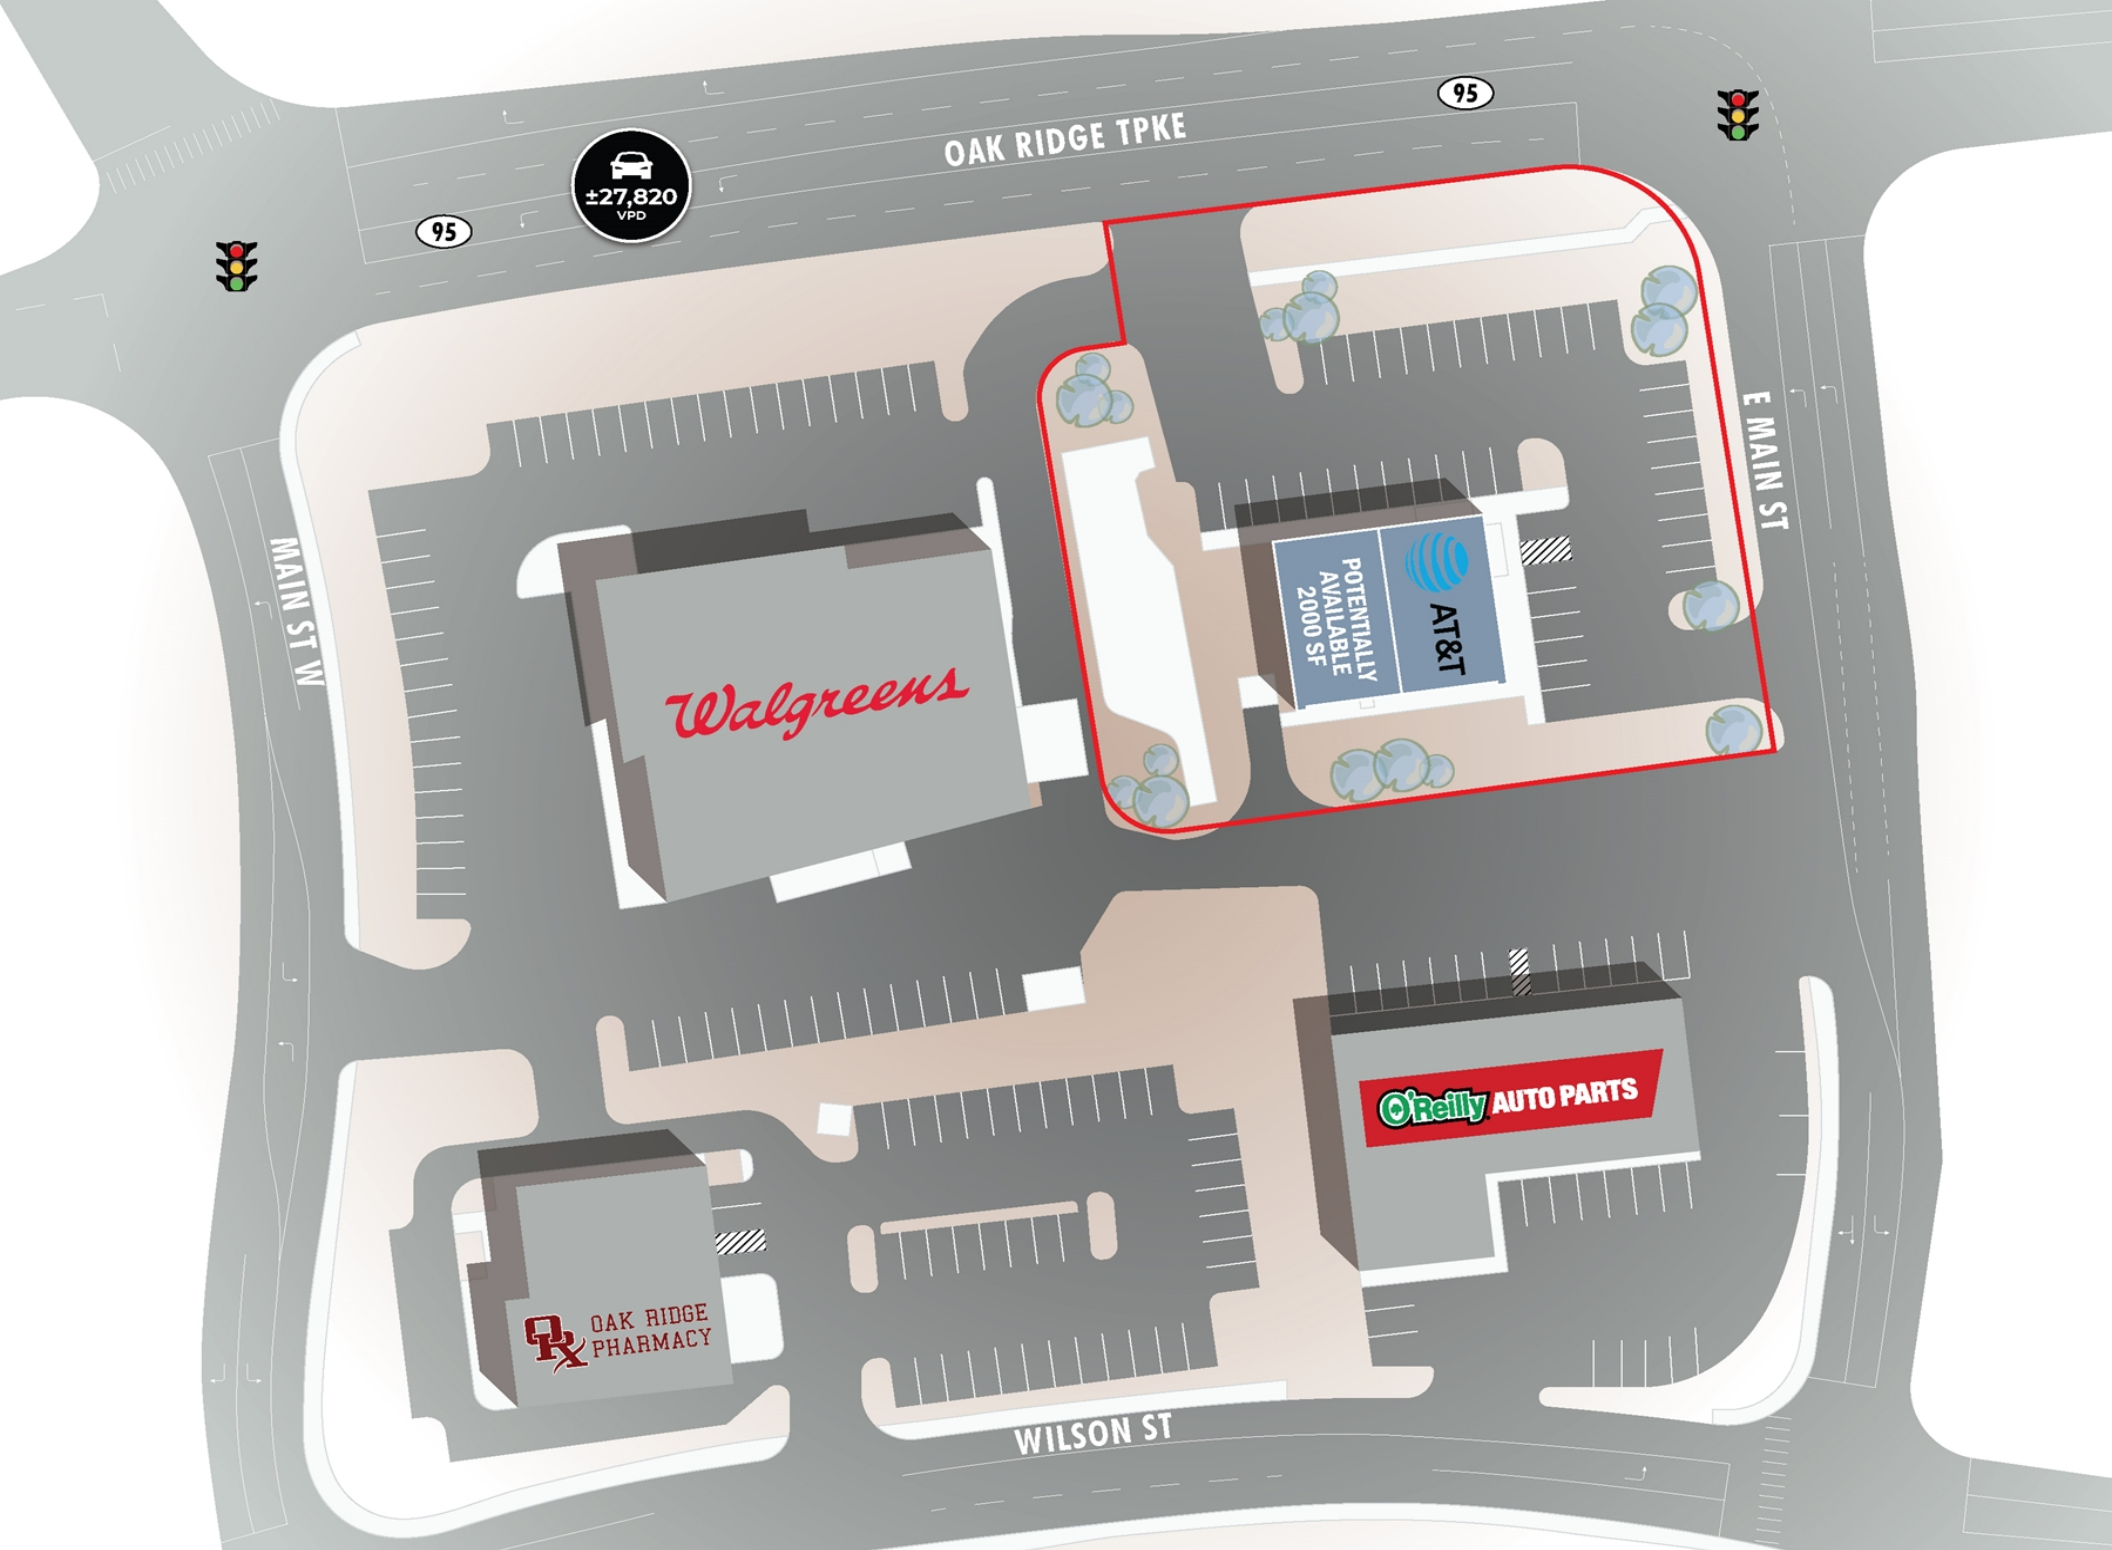 95
OAK RIDGE TPKE
±27,820
VPD
95
E MAIN ST
MAIN ST W
POTENTIALLY
AVAILABLE
2000 SF
AT&T
Walgreens
O'Reilly AUTO PARTS
ORx
OAK RIDGE
PHARMACY
WILSON ST